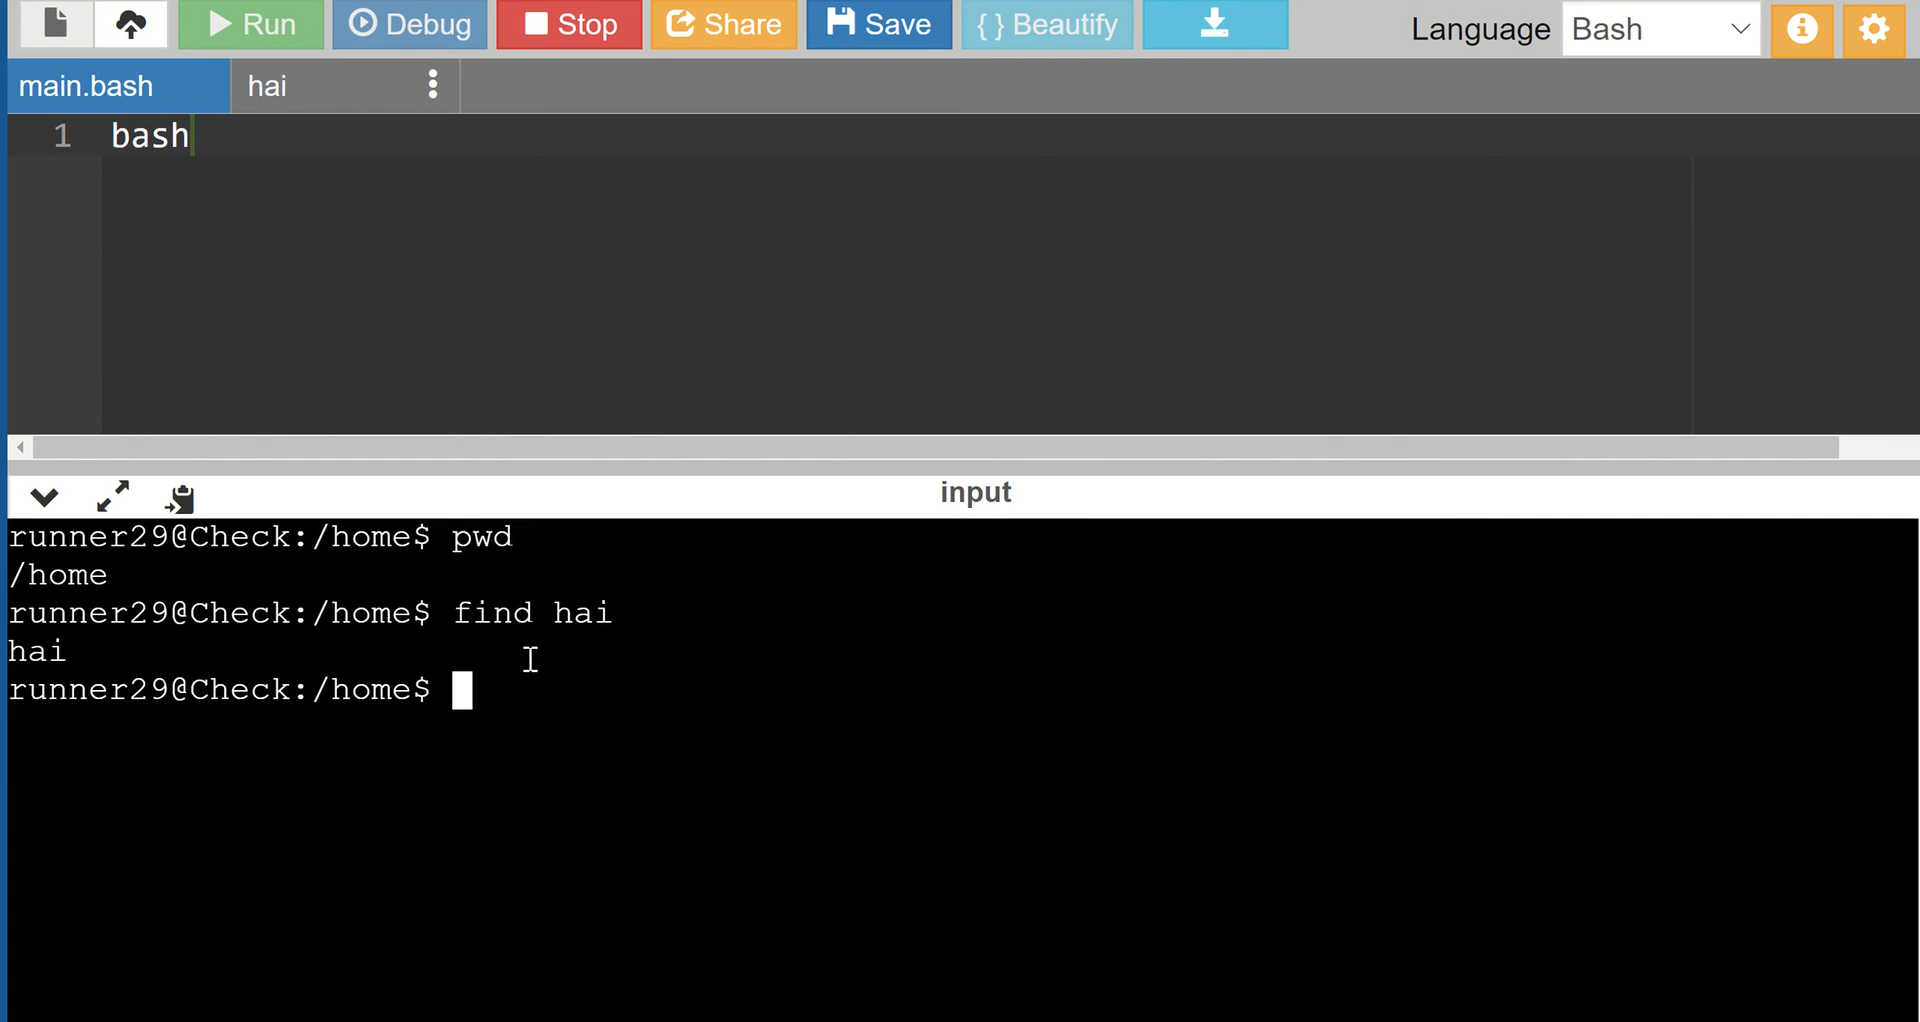 Run Debug Stop Share Save { } Beautify Language Bash
main.bash hai
1 bash
input
runner29@Check:/home$ pwd
/home
runner29@Check:/home$ find hai
hai
runner29@Check:/home$